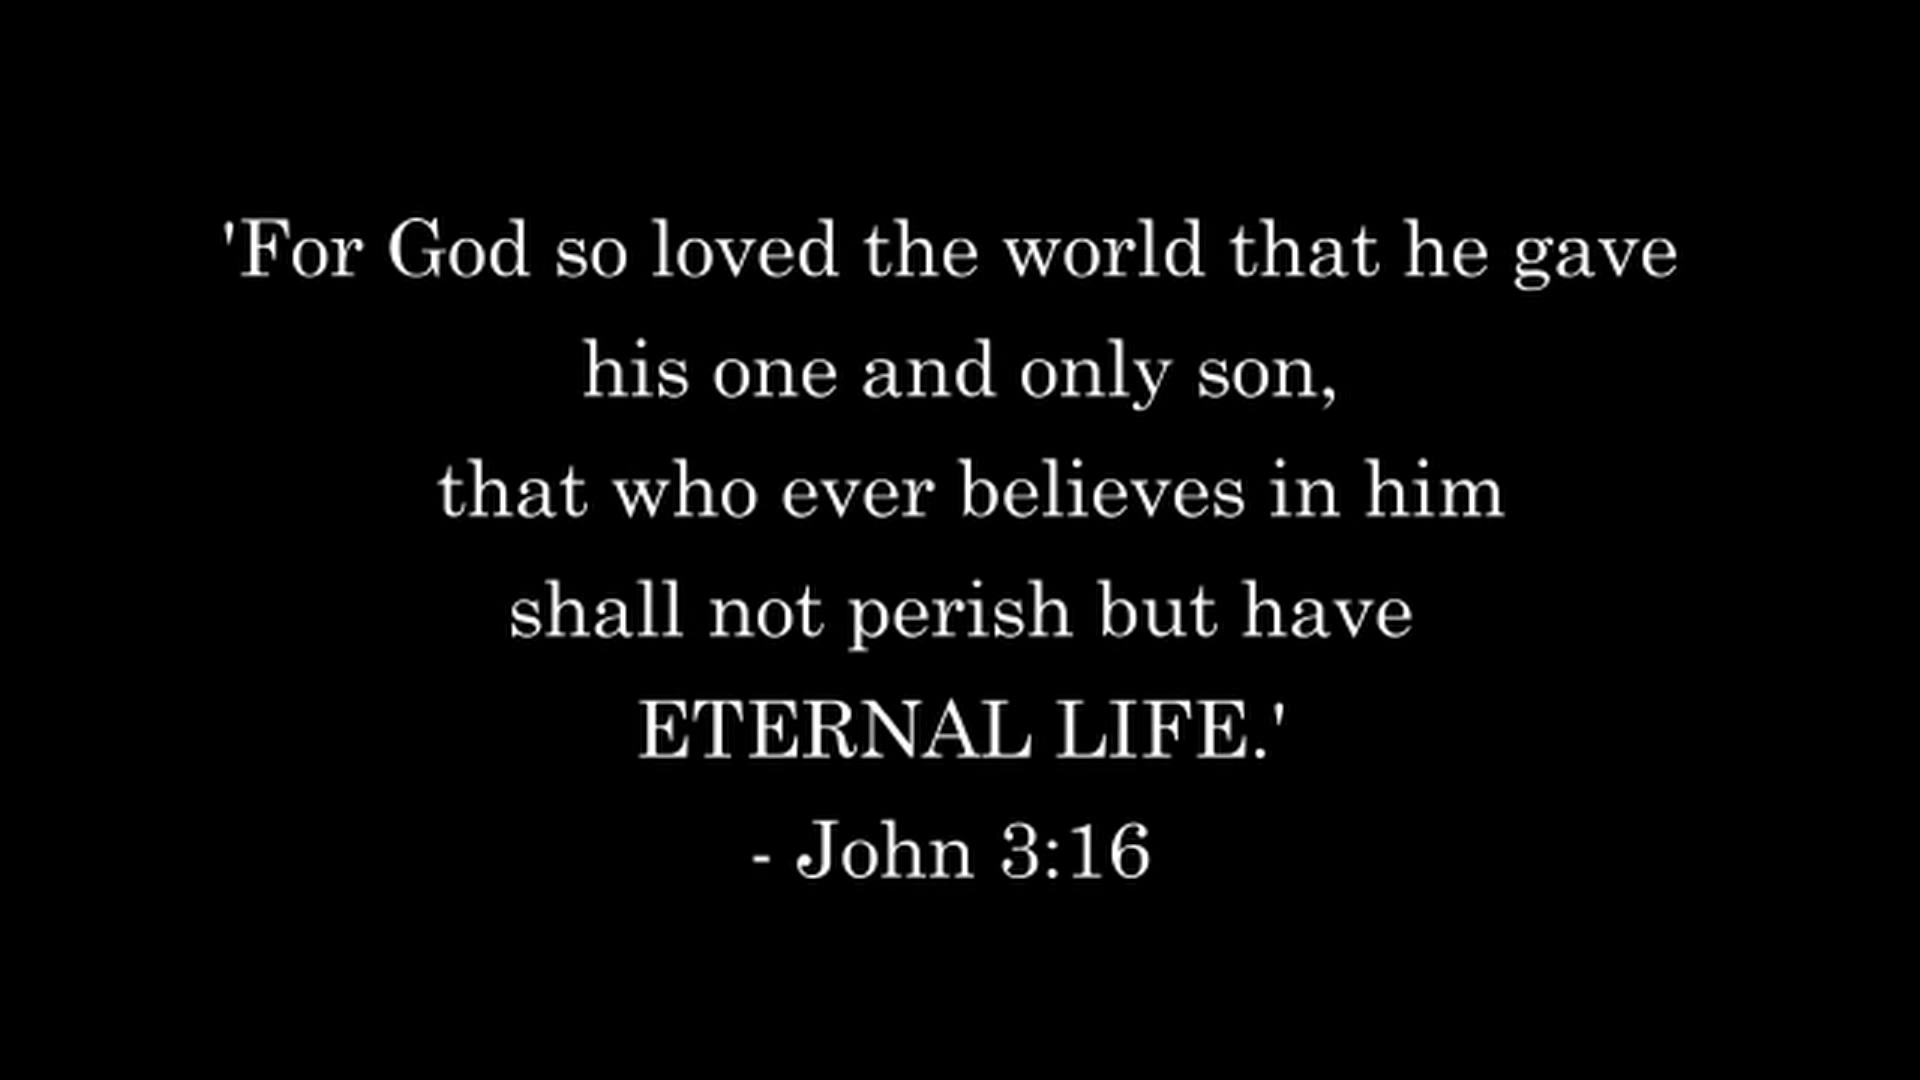 'For God so loved the world that he gave
his one and only son,
that who ever believes in him
shall not perish but have
ETERNAL LIFE.'
- John 3:16